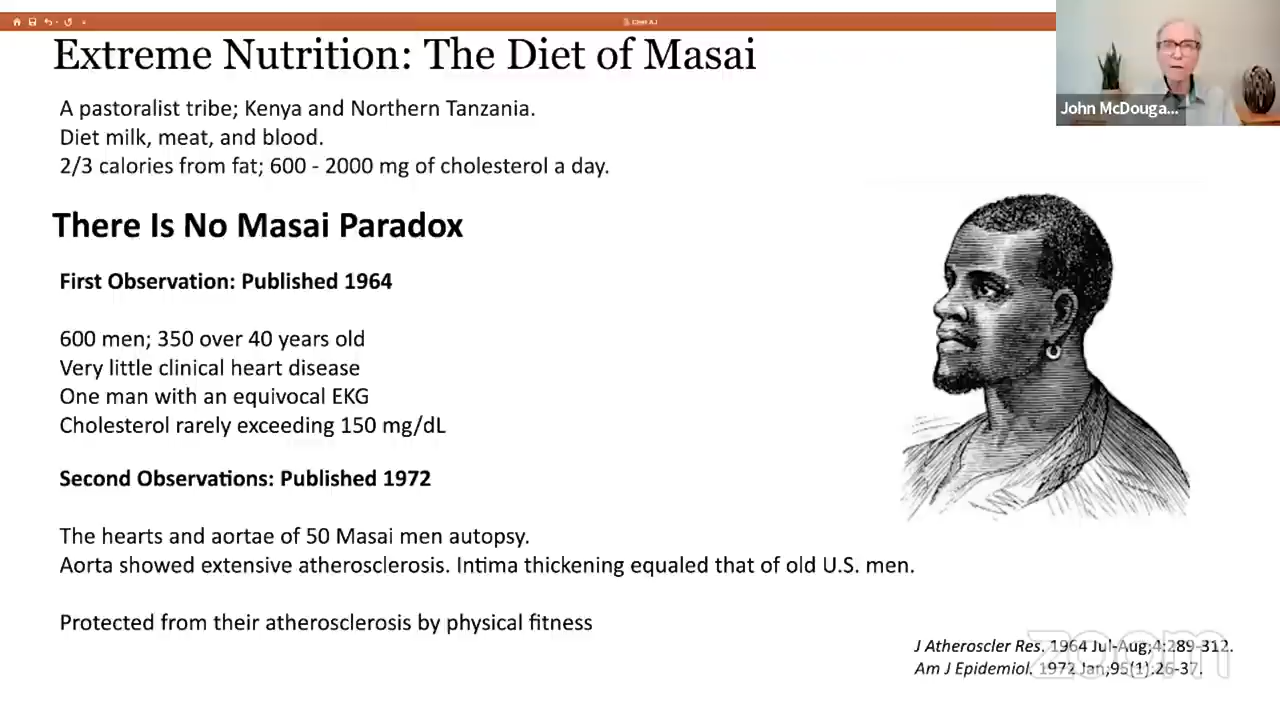 Extreme Nutrition: The Diet of Masai
A pastoralist tribe; Kenya and Northern Tanzania.
Diet milk, meat, and blood.
2/3 calories from fat; 600 - 2000 mg of cholesterol a day.
There Is No Masai Paradox
First Observation: Published 1964
600 men; 350 over 40 years old
Very little clinical heart disease
One man with an equivocal EKG
Cholesterol rarely exceeding 150 mg/dL
Second Observations: Published 1972
The hearts and aortae of 50 Masai men autopsy.
Aorta showed extensive atherosclerosis. Intima thickening equaled that of old U.S. men.
Protected from their atherosclerosis by physical fitness
J Atheroscler Res. 1964 Jul-Aug;4:289-312.
Am J Epidemiol. 1972 Jan;95(1):26-37.
John McDouga...
zoom